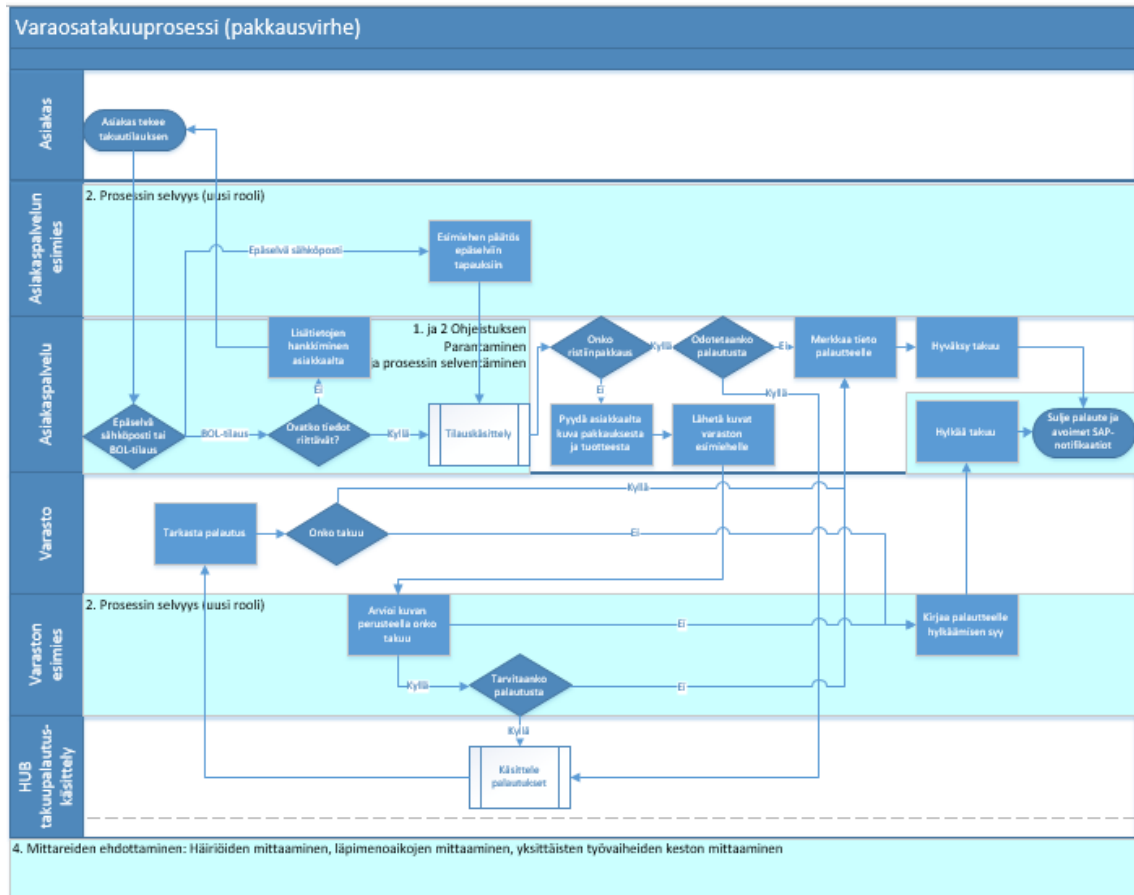 Varaosatakuuprosessi (pakkausvirhe)
Asiakas
Asiakas tekee
takuutilauksen
Asiakaspalvelun
esimies
2. Prosessin selvyys (uusi rooli)
Epäselvä sähköposti
Esimiehen päätös
epäselviin
tapauksiin
Asiakaspalvelu
Lisätietojen
hankkiminen
asiakkaalta
1. ja 2 Ohjeistuksen
Parantaminen
ja prosessin selventäminen
Onko
ristiinpakkaus
Kyllä
Odotetaanko
palautusta
Ei
Merkkaa tieto
palautteelle
Hyväksy takuu
Ei
Ei
Kyllä
Epäselvä
sähköposti tai
BOL-tilaus
BOL-tilaus
Ovatko tiedot
riittävät?
Kyllä
Tilauskäsittely
Pyydä asiakkaalta
kuva pakkauksesta
ja tuotteesta
Lähetä kuvat
varaston
esimiehelle
Hylkää takuu
Sulje palaute ja
avoimet SAP-
notifikaatiot
Varasto
Kyllä
Tarkasta palautus
Onko takuu
Ei
Varaston
esimies
2. Prosessin selvyys (uusi rooli)
Arvioi kuvan
perusteella onko
takuu
Ei
Kirjaa palautteelle
hylkäämisen syy
Kyllä
Tarvitaanko
palautusta
Ei
HUB
takuupalautus-
käsittely
Kyllä
Käsittele
palautukset
4. Mittareiden ehdottaminen: Häiriöiden mittaaminen, läpimenoaikojen mittaaminen, yksittäisten työvaiheiden keston mittaaminen